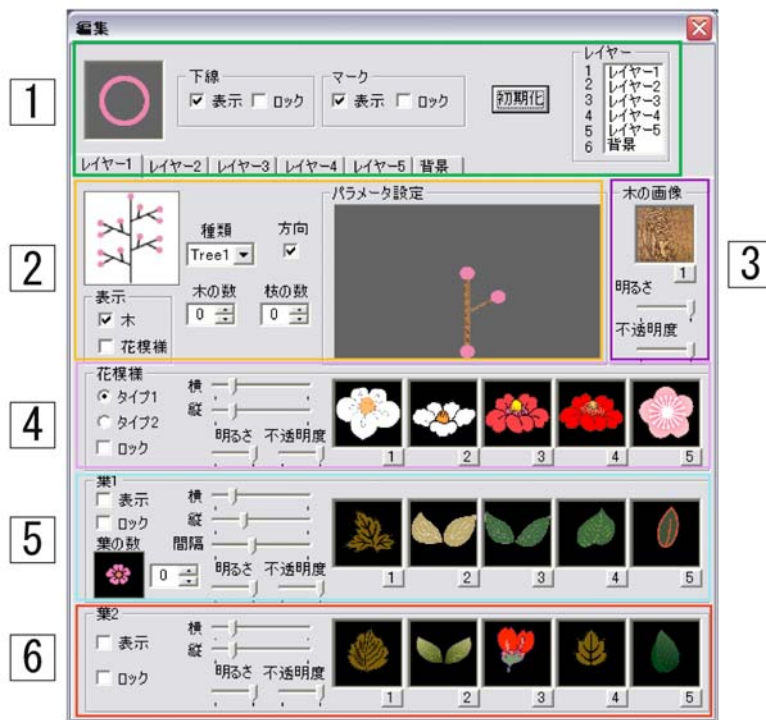 編集
1
下線
表示 ロック
マーク
表示 ロック
初期化
レイヤー
1 レイヤー1
2 レイヤー2
3 レイヤー3
4 レイヤー4
5 レイヤー5
6 背景
レイヤー1 レイヤー2 レイヤー3 レイヤー4 レイヤー5 背景
2
種類
Tree1
方向
表示
木
花模様
木の数
0
枝の数
0
パラメータ設定
木の画像
1
明るさ
不透明度
3
4
花模様
タイプ1
タイプ2
ロック
横
縦
明るさ 不透明度
1 2 3 4 5
5
葉1
表示
ロック
葉の数
0
横
縦
間隔
明るさ 不透明度
1 2 3 4 5
6
葉2
表示
ロック
横
縦
明るさ 不透明度
1 2 3 4 5